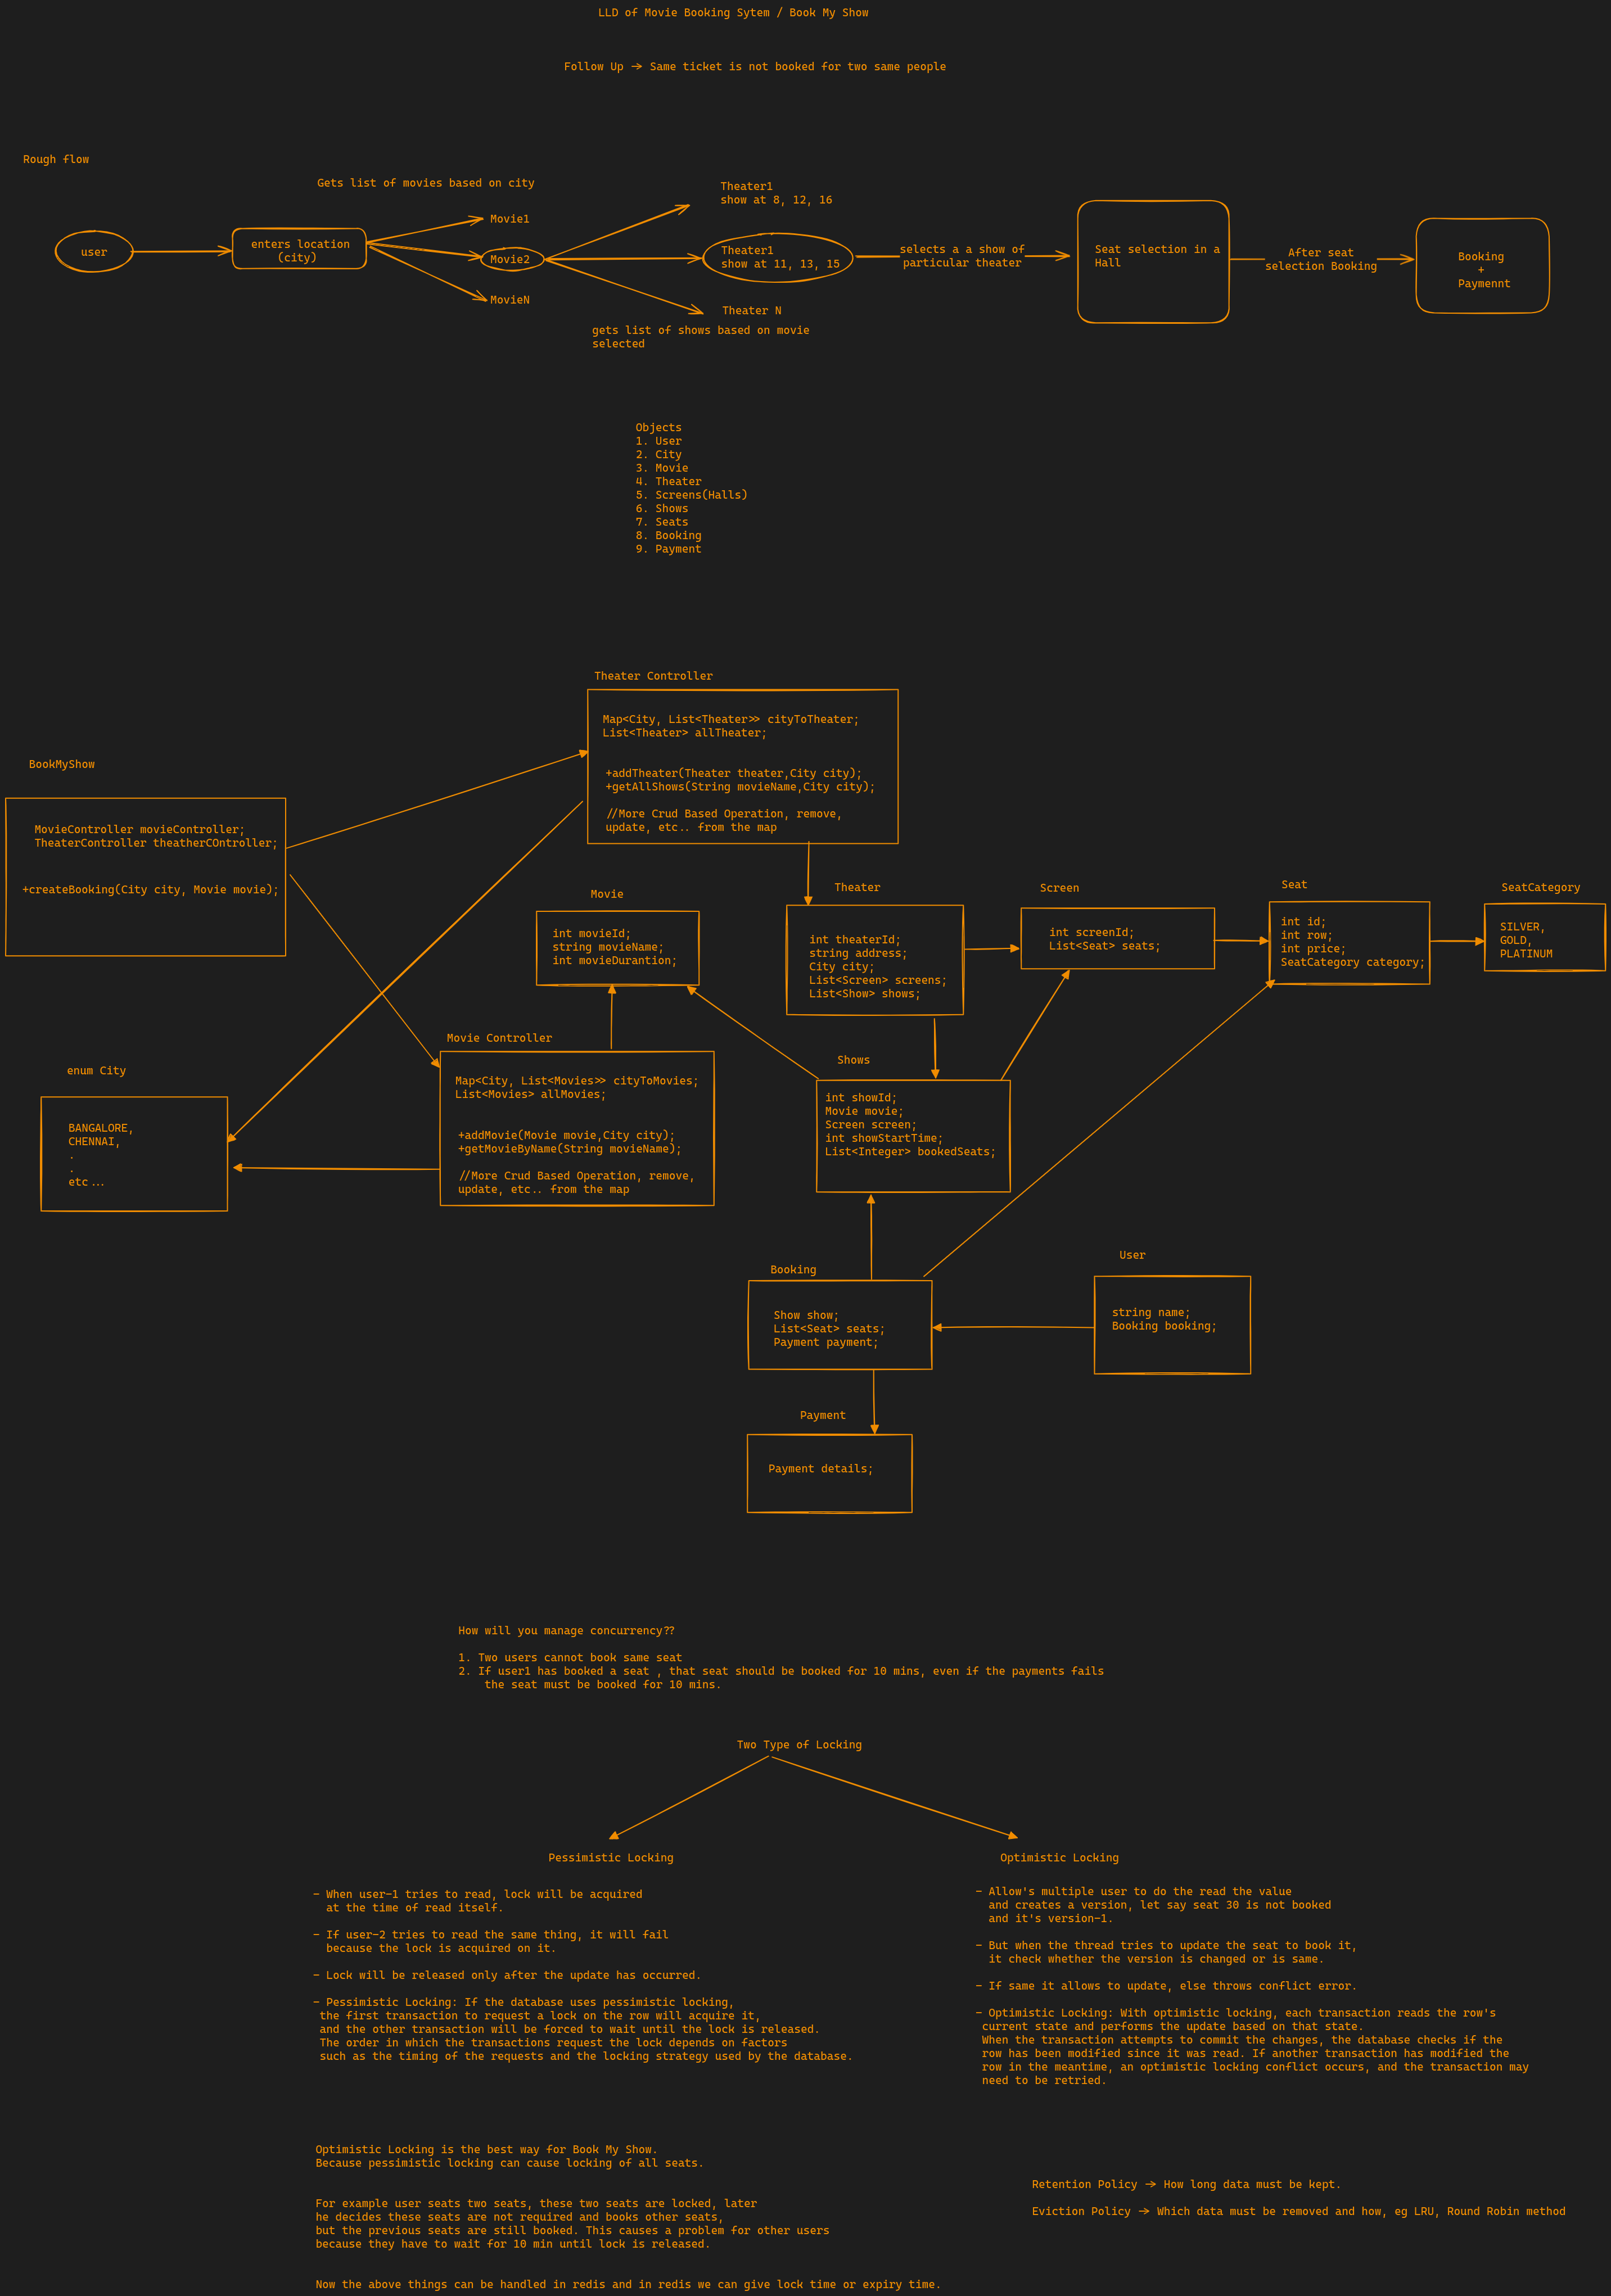 LLD of Movie Booking Sytem / Book My Show
Follow Up → Same ticket is not booked for two same people
Rough flow
Gets list of movies based on city
user
enters location
(city)
Movie1
Movie2
MovieN
Theater1
show at 8, 12, 16
Theater1
show at 11, 13, 15
Theater N
gets list of shows based on movie
selected
selects a a show of
particular theater
Seat selection in a
Hall
After seat
selection Booking
Booking
+
Paymennt
Objects
1. User
2. City
3. Movie
4. Theater
5. Screens(Halls)
6. Shows
7. Seats
8. Booking
9. Payment
Theater Controller
Map<City, List<Theater>> cityToTheater;
List<Theater> allTheater;
+addTheater(Theater theater,City city);
+getAllShows(String movieName,City city);
//More Crud Based Operation, remove,
update, etc.. from the map
BookMyShow
MovieController movieController;
TheaterController theatherCOntroller;
+createBooking(City city, Movie movie);
Movie
int movieId;
string movieName;
int movieDurantion;
Theater
int theaterId;
string address;
City city;
List<Screen> screens;
List<Show> shows;
Screen
int screenId;
List<Seat> seats;
Seat
int id;
int row;
int price;
SeatCategory category;
SeatCategory
SILVER,
GOLD,
PLATINUM
enum City
BANGALORE,
CHENNAI,
.
.
etc...
Movie Controller
Map<City, List<Movies>> cityToMovies;
List<Movies> allMovies;
+addMovie(Movie movie,City city);
+getMovieByName(String movieName);
//More Crud Based Operation, remove,
update, etc.. from the map
Shows
int showId;
Movie movie;
Screen screen;
int showStartTime;
List<Integer> bookedSeats;
Booking
Show show;
List<Seat> seats;
Payment payment;
User
string name;
Booking booking;
Payment
Payment details;
How will you manage concurrency??
1. Two users cannot book same seat
2. If user1 has booked a seat , that seat should be booked for 10 mins, even if the payments fails
the seat must be booked for 10 mins.
Two Type of Locking
Pessimistic Locking
- When user-1 tries to read, lock will be acquired
at the time of read itself.
- If user-2 tries to read the same thing, it will fail
because the lock is acquired on it.
- Lock will be released only after the update has occurred.
- Pessimistic Locking: If the database uses pessimistic locking,
the first transaction to request a lock on the row will acquire it,
and the other transaction will be forced to wait until the lock is released.
The order in which the transactions request the lock depends on factors
such as the timing of the requests and the locking strategy used by the database.
Optimistic Locking
- Allow's multiple user to do the read the value
and creates a version, let say seat 30 is not booked
and it's version-1.
- But when the thread tries to update the seat to book it,
it check whether the version is changed or is same.
- If same it allows to update, else throws conflict error.
- Optimistic Locking: With optimistic locking, each transaction reads the row's
current state and performs the update based on that state.
When the transaction attempts to commit the changes, the database checks if the
row has been modified since it was read. If another transaction has modified the
row in the meantime, an optimistic locking conflict occurs, and the transaction may
need to be retried.
Optimistic Locking is the best way for Book My Show.
Because pessimistic locking can cause locking of all seats.
For example user seats two seats, these two seats are locked, later
he decides these seats are not required and books other seats,
but the previous seats are still booked. This causes a problem for other users
because they have to wait for 10 min until lock is released.
Now the above things can be handled in redis and in redis we can give lock time or expiry time.
Retention Policy → How long data must be kept.
Eviction Policy → Which data must be removed and how, eg LRU, Round Robin method